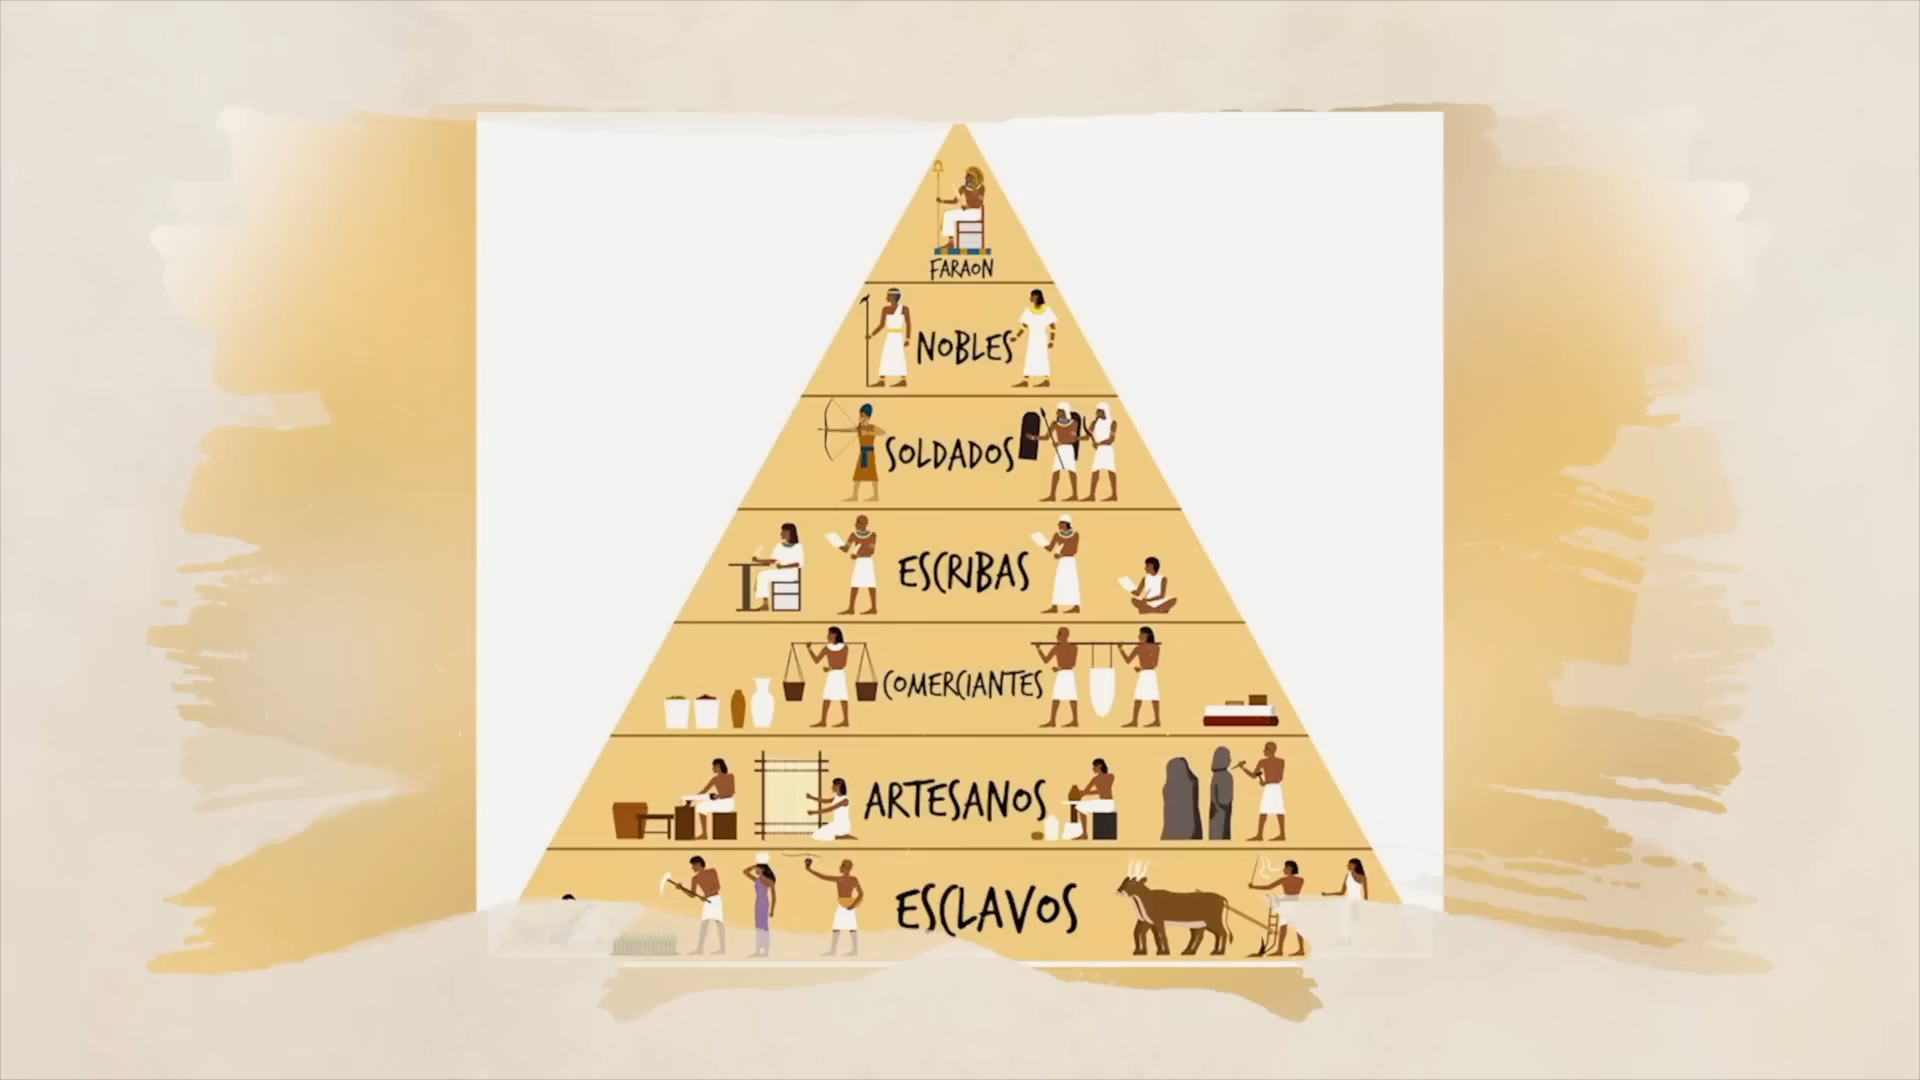 FARAON
NOBLES
SOLDADOS
ESCRIBAS
COMERCIANTES
ARTESANOS
ESCLAVOS